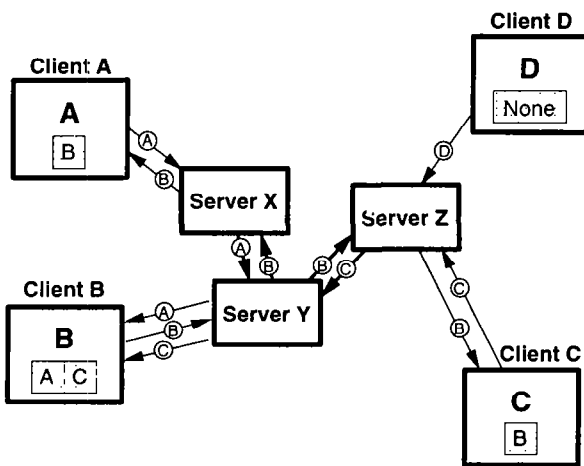 Client A
A
B
Client D
D
None
A
B
D
Server X
Server Z
A
B
B
C
Client B
B
A C
A
B
C
Server Y
C
B
Client C
C
B